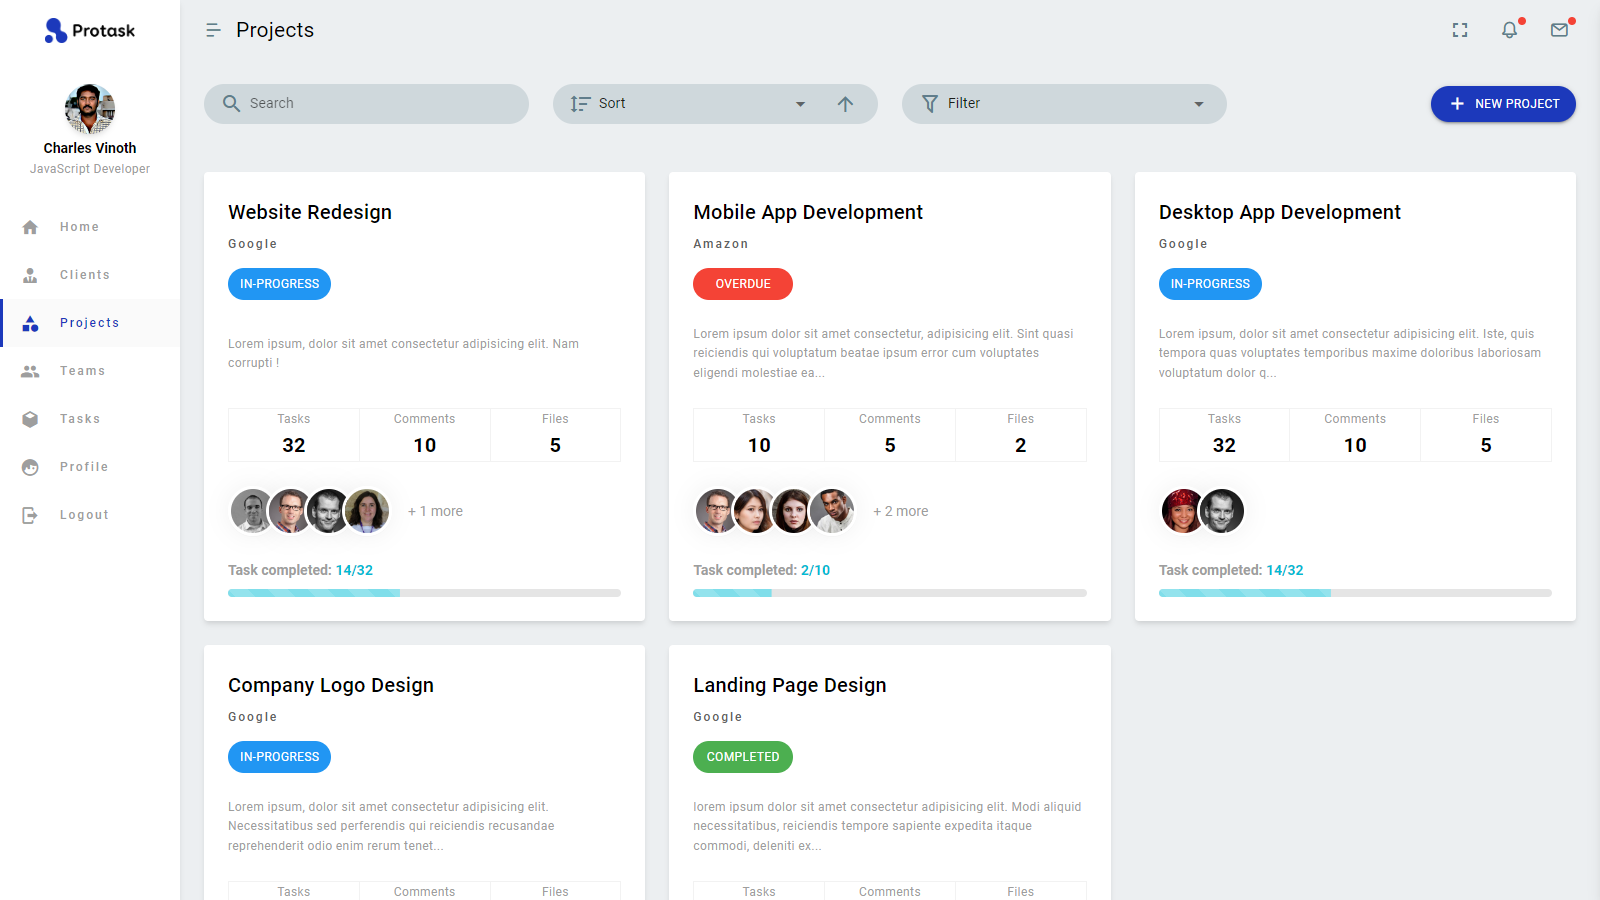 Protask
Charles Vinoth
JavaScript Developer
Home
Clients
Projects
Teams
Tasks
Profile
Logout
Projects
Search
Sort
Filter
NEW PROJECT
Website Redesign
Google
IN-PROGRESS
Lorem ipsum, dolor sit amet consectetur adipisicing elit. Nam
corrupti !
Tasks Comments Files
32 10 5
+ 1 more
Task completed: 14/32
Mobile App Development
Amazon
OVERDUE
Lorem ipsum dolor sit amet consectetur, adipisicing elit. Sint quasi
reiciendis qui voluptatum beatae ipsum error cum voluptates
eligendi molestiae ea...
Tasks Comments Files
10 5 2
+ 2 more
Task completed: 2/10
Desktop App Development
Google
IN-PROGRESS
Lorem ipsum, dolor sit amet consectetur adipisicing elit. Iste, quis
tempora quas voluptates temporibus maxime doloribus laboriosam
voluptatum dolor q...
Tasks Comments Files
32 10 5
Task completed: 14/32
Company Logo Design
Google
IN-PROGRESS
Lorem ipsum, dolor sit amet consectetur adipisicing elit.
Necessitatibus sed perferendis qui reiciendis recusandae
reprehenderit odio enim rerum tenet...
Tasks Comments Files
Landing Page Design
Google
COMPLETED
lorem ipsum dolor sit amet consectetur adipisicing elit. Modi aliquid
necessitatibus, reiciendis tempore sapiente expedita itaque
commodi, deleniti ex...
Tasks Comments Files